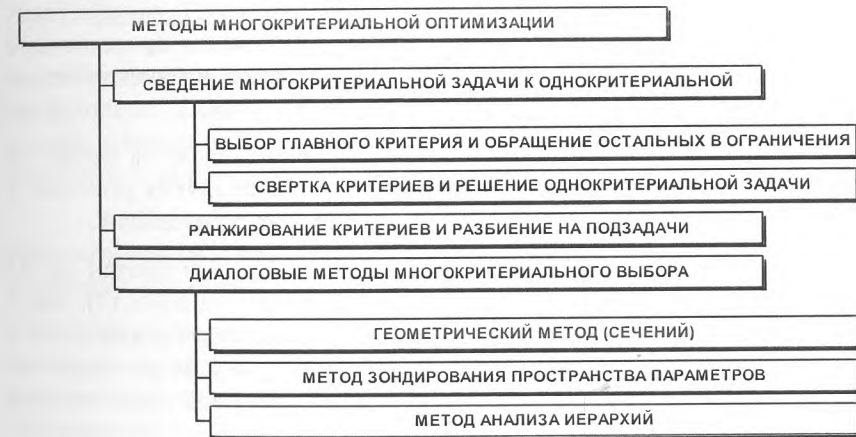 МЕТОДЫ МНОГОКРИТЕРИАЛЬНОЙ ОПТИМИЗАЦИИ
СВЕДЕНИЕ МНОГОКРИТЕРИАЛЬНОЙ ЗАДАЧИ К ОДНОКРИТЕРИАЛЬНОЙ
ВЫБОР ГЛАВНОГО КРИТЕРИЯ И ОБРАЩЕНИЕ ОСТАЛЬНЫХ В ОГРАНИЧЕНИЯ
СВЕРТКА КРИТЕРИЕВ И РЕШЕНИЕ ОДНОКРИТЕРИАЛЬНОЙ ЗАДАЧИ
РАНЖИРОВАНИЕ КРИТЕРИЕВ И РАЗБИЕНИЕ НА ПОДЗАДАЧИ
ДИАЛОГОВЫЕ МЕТОДЫ МНОГОКРИТЕРИАЛЬНОГО ВЫБОРА
ГЕОМЕТРИЧЕСКИЙ МЕТОД (СЕЧЕНИЙ)
МЕТОД ЗОНДИРОВАНИЯ ПРОСТРАНСТВА ПАРАМЕТРОВ
МЕТОД АНАЛИЗА ИЕРАРХИЙ